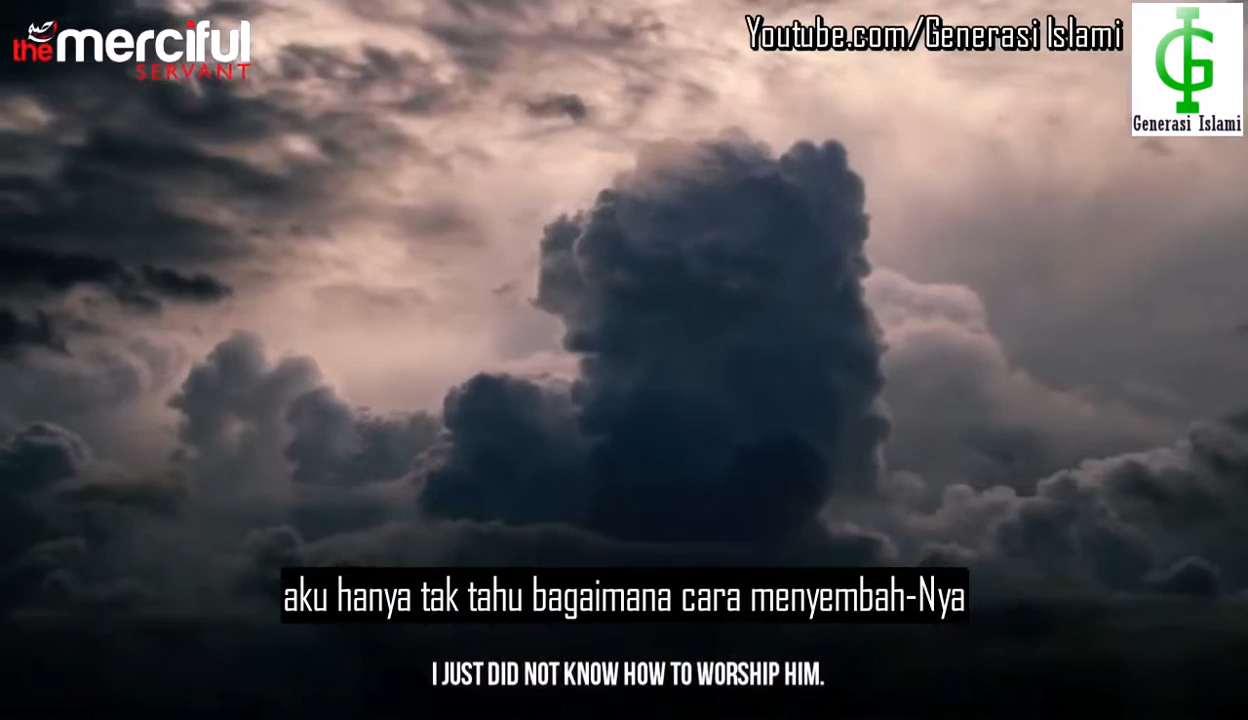 the merciful
SERVANT
Youtube.com/Generasi Islami
GI
Generasi Islami
aku hanya tak tahu bagaimana cara menyembah-Nya
I JUST DID NOT KNOW HOW TO WORSHIP HIM.